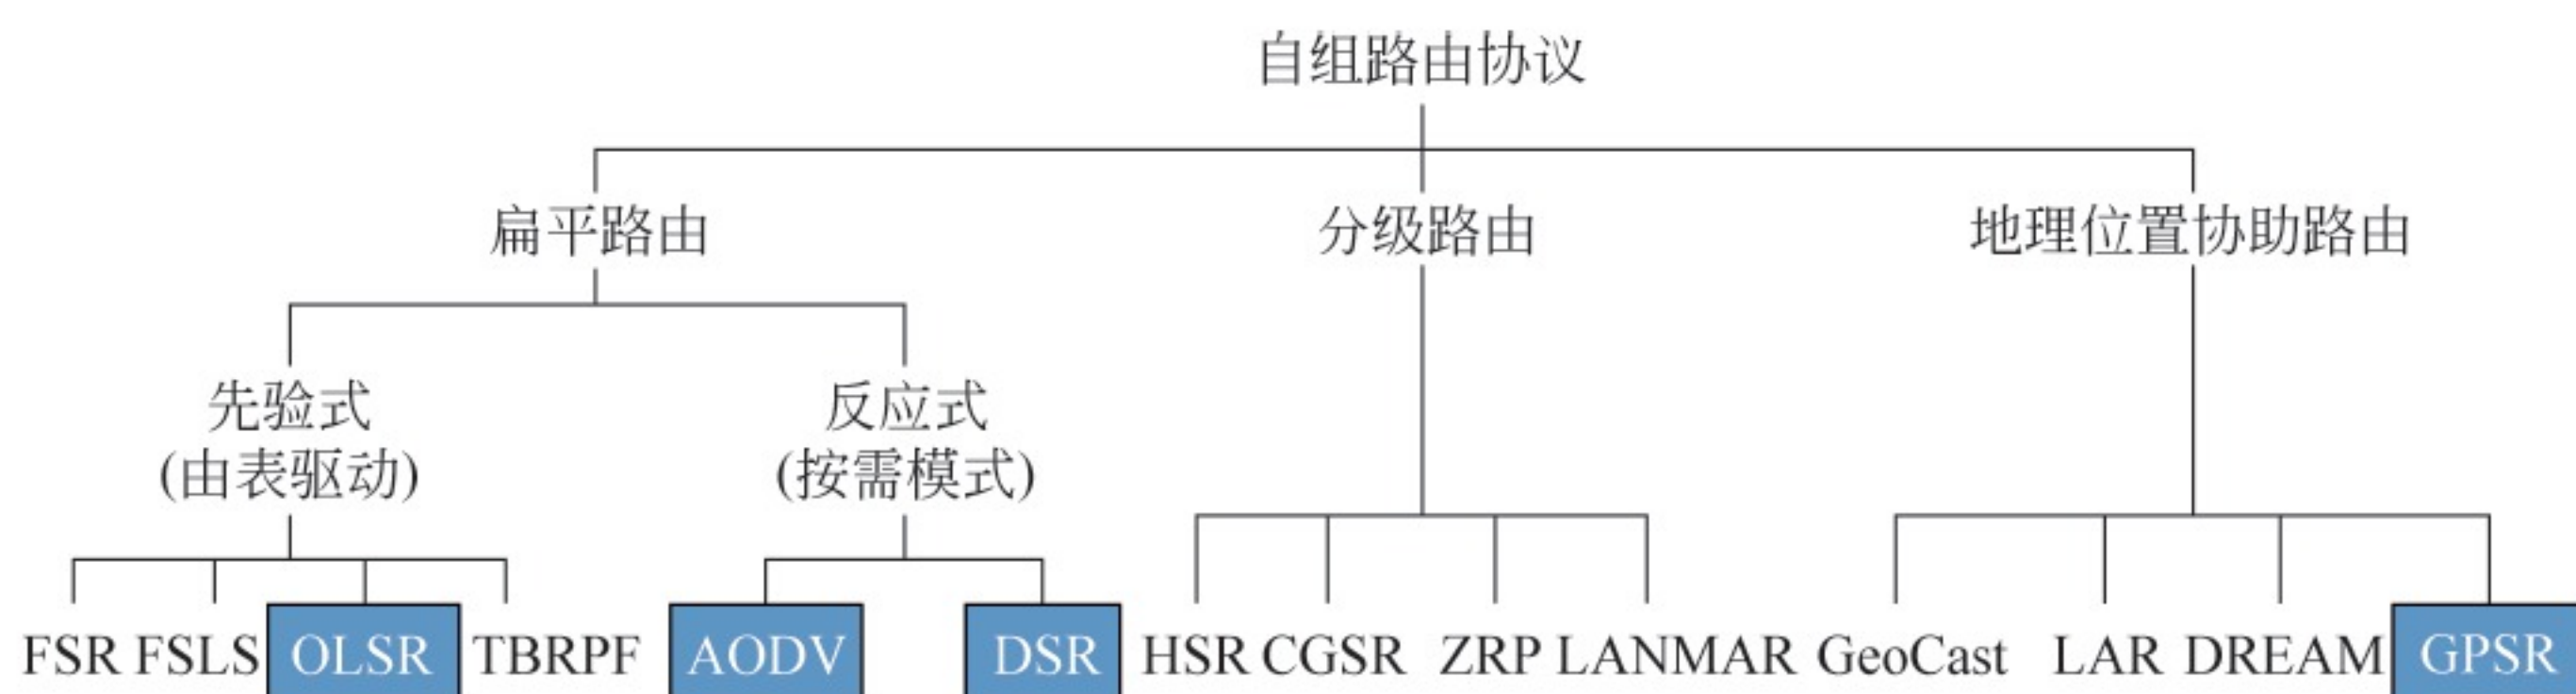 自组路由协议
扁平路由 分级路由 地理位置协助路由
先验式 反应式
(由表驱动) (按需模式)
FSR FSLS OLSR TBRPF AODV DSR HSR CGSR ZRP LANMAR GeoCast LAR DREAM GPSR